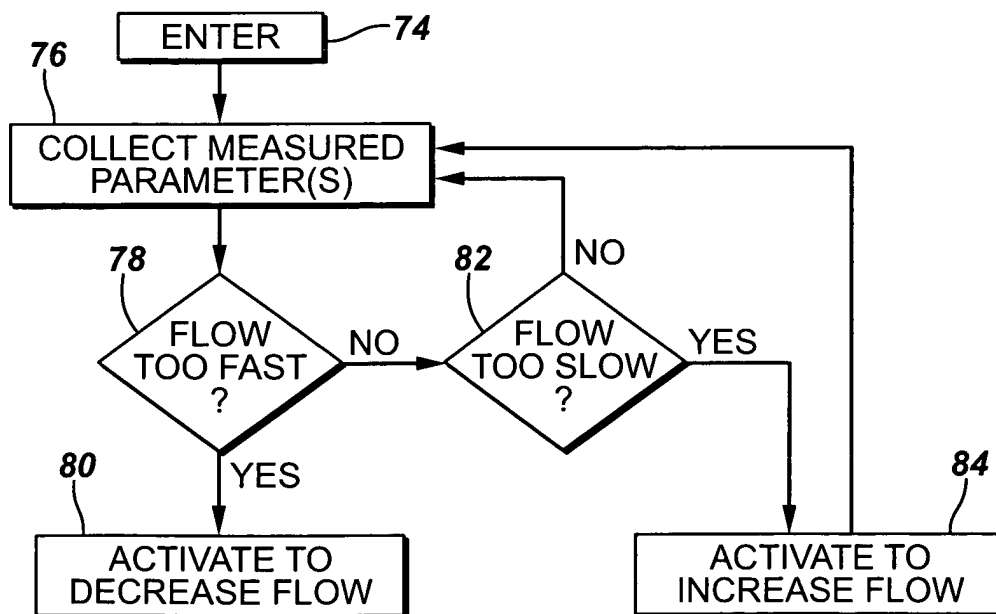 ENTER
74
76
COLLECT MEASURED
PARAMETER(S)
78
FLOW
TOO FAST
?
NO
82
FLOW
TOO SLOW
?
NO
YES
YES
80
ACTIVATE TO
DECREASE FLOW
84
ACTIVATE TO
INCREASE FLOW